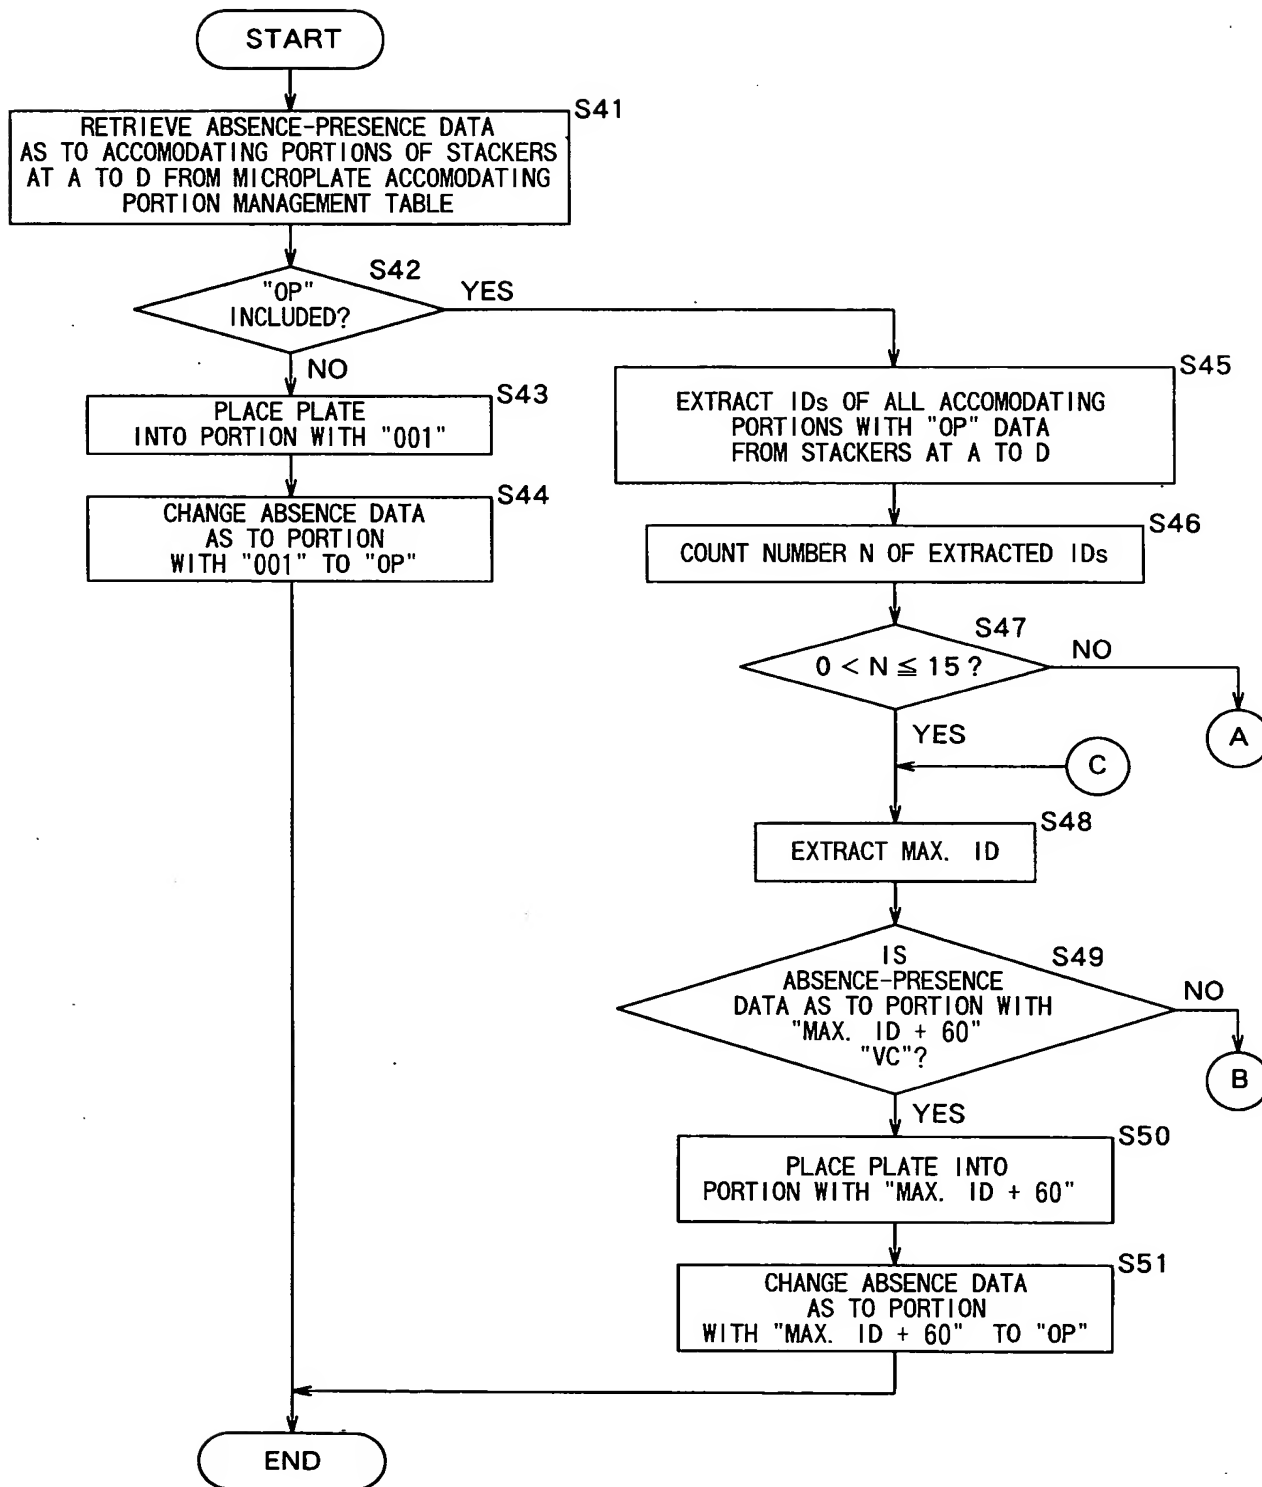 START
S41
RETRIEVE ABSENCE-PRESENCE DATA
AS TO ACCOMODATING PORTIONS OF STACKERS
AT A TO D FROM MICROPLATE ACCOMODATING
PORTION MANAGEMENT TABLE
S42
"OP"
INCLUDED?
YES
NO
S43
PLACE PLATE
INTO PORTION WITH "001"
S44
CHANGE ABSENCE DATA
AS TO PORTION
WITH "001" TO "OP"
S45
EXTRACT IDs OF ALL ACCOMODATING
PORTIONS WITH "OP" DATA
FROM STACKERS AT A TO D
S46
COUNT NUMBER N OF EXTRACTED IDs
S47
0 < N ≦ 15 ?
NO
A
YES
C
S48
EXTRACT MAX. ID
S49
IS
ABSENCE-PRESENCE
DATA AS TO PORTION WITH
"MAX. ID + 60"
"VC"?
NO
B
YES
S50
PLACE PLATE INTO
PORTION WITH "MAX. ID + 60"
S51
CHANGE ABSENCE DATA
AS TO PORTION
WITH "MAX. ID + 60" TO "OP"
END